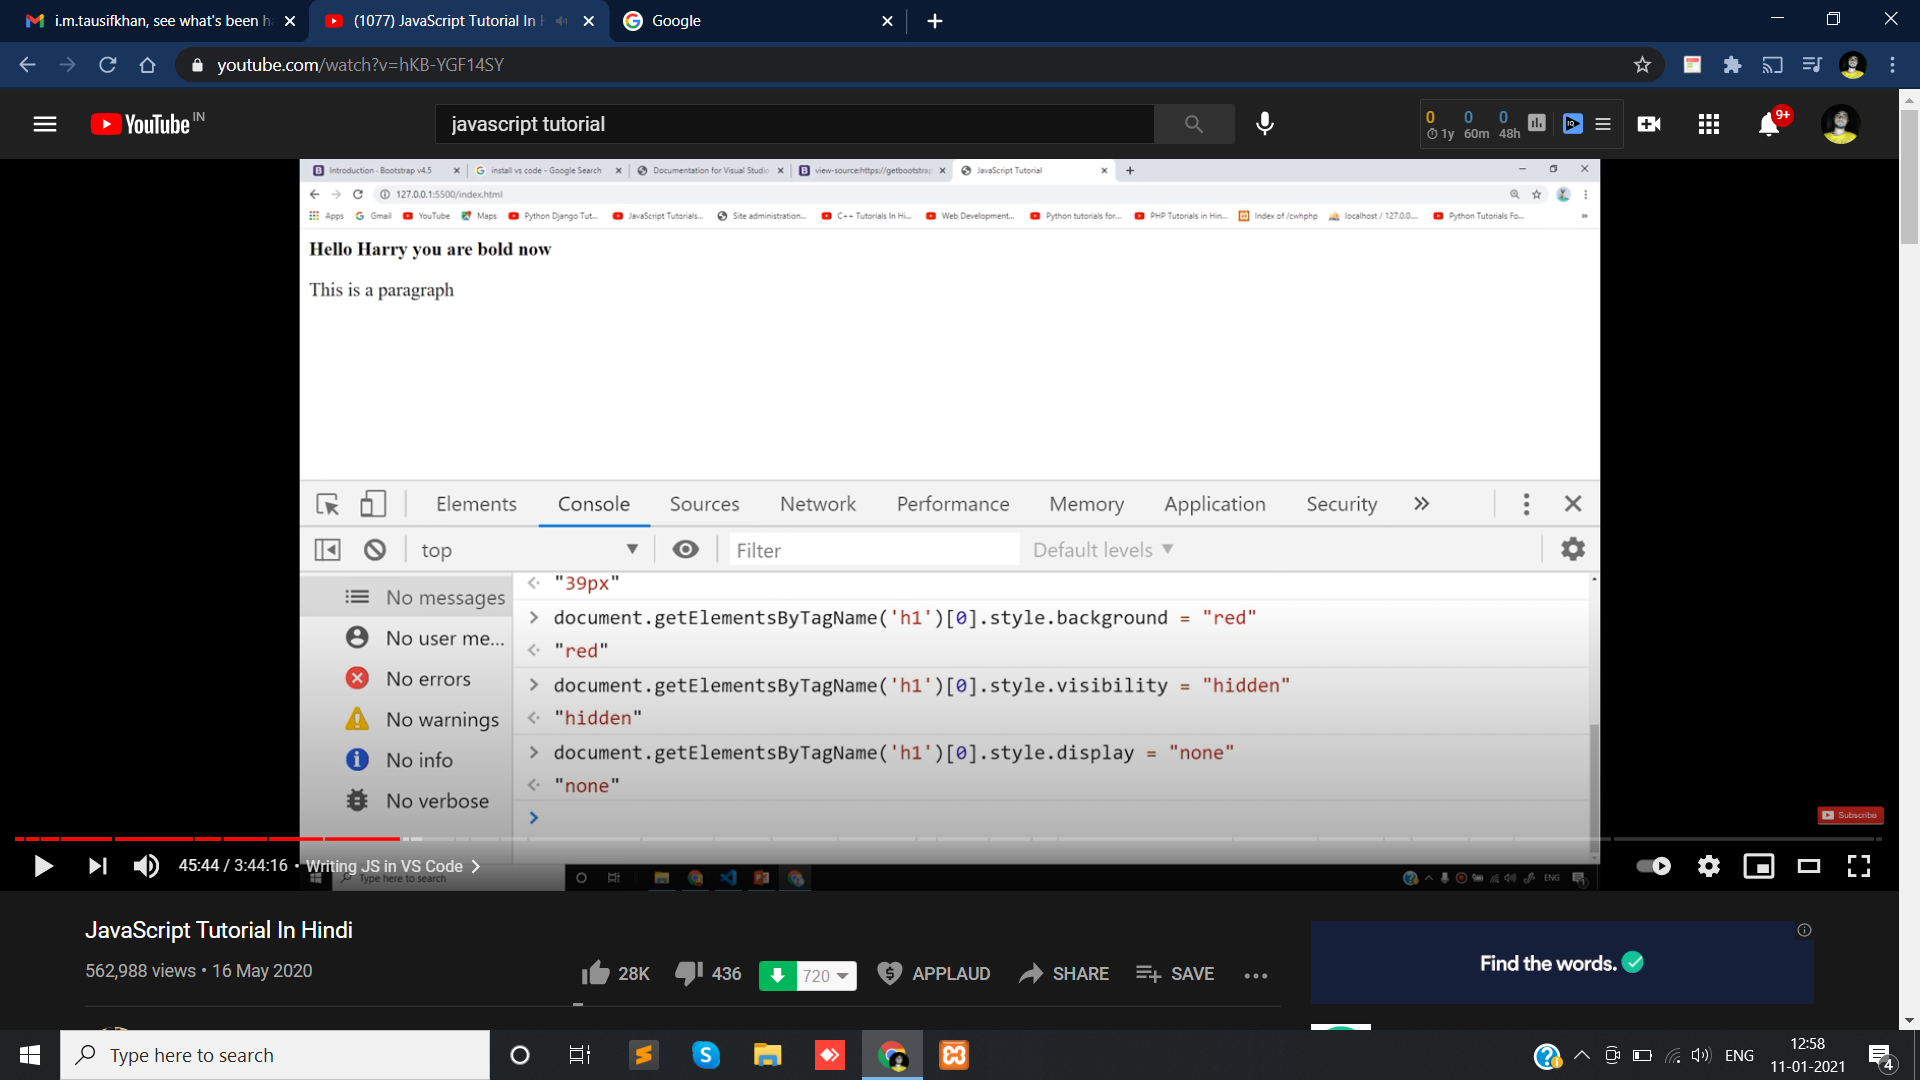 i.m.tausifkhan, see what's been h
(1077) JavaScript Tutorial In H
Google
youtube.com/watch?v=hKB-YGF14SY
YouTube IN
javascript tutorial
0 0 0
1y 60m 48h
IQ
9+
Introduction - Bootstrap v4.5
install vs code - Google Search
Documentation for Visual Studio
view-source:https://getbootstrap
JavaScript Tutorial
127.0.0.1:5500/index.html
Apps Gmail YouTube Maps Python Django Tut... JavaScript Tutorials... Site administration... C++ Tutorials In Hi... Web Development... Python tutorials for... PHP Tutorials in Hin... Index of /cwhphp localhost / 127.0.0... Python Tutorials Fo... »
Hello Harry you are bold now
This is a paragraph
Elements Console Sources Network Performance Memory Application Security »
top Filter Default levels
No messages
No user me...
No errors
No warnings
No info
No verbose
"39px"
document.getElementsByTagName('h1')[0].style.background = "red"
"red"
document.getElementsByTagName('h1')[0].style.visibility = "hidden"
"hidden"
document.getElementsByTagName('h1')[0].style.display = "none"
"none"
Subscribe
45:44 / 3:44:16 • Writing JS in VS Code
Type here to search
ENG
JavaScript Tutorial In Hindi
562,988 views • 16 May 2020
28K 436 720 APPLAUD SHARE SAVE
Find the words.
Type here to search
ENG
12:58
11-01-2021
4